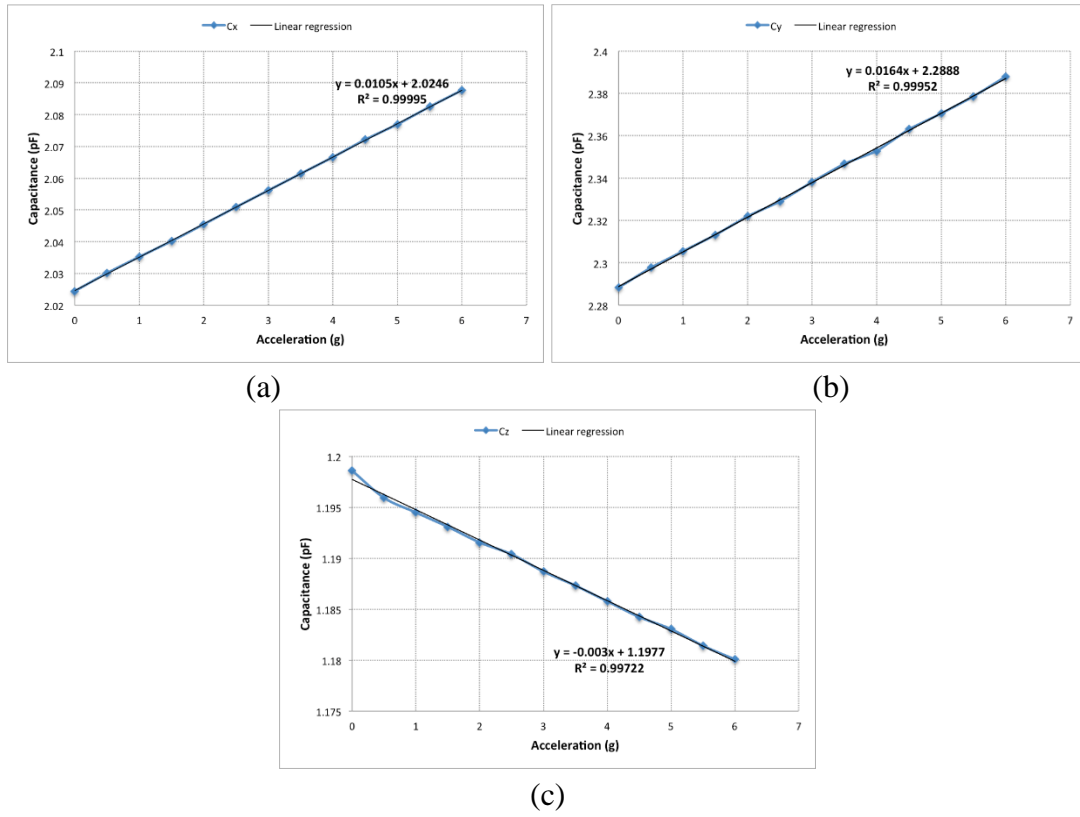 Cx Linear regression
2.1
2.09
2.08
2.07
2.06
2.05
2.04
2.03
2.02
Capacitance (pF)
y = 0.0105x + 2.0246
R² = 0.99995
0 1 2 3 4 5 6 7
Acceleration (g)
(a)
Cy Linear regression
2.4
2.38
2.36
2.34
2.32
2.3
2.28
Capacitance (pF)
y = 0.0164x + 2.2888
R² = 0.99952
0 1 2 3 4 5 6 7
Acceleration (g)
(b)
Cz Linear regression
1.2
1.195
1.19
1.185
1.18
1.175
Capacitance (pF)
y = -0.003x + 1.1977
R² = 0.99722
0 1 2 3 4 5 6 7
Acceleration (g)
(c)